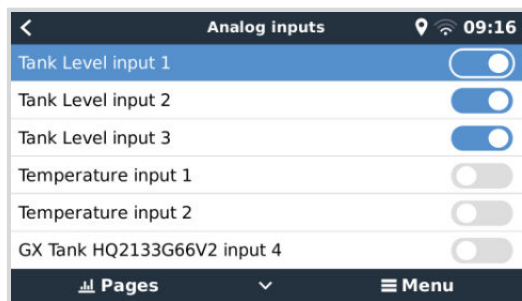 Analog inputs 09:16
Tank Level input 1
Tank Level input 2
Tank Level input 3
Temperature input 1
Temperature input 2
GX Tank HQ2133G66V2 input 4
Pages Menu